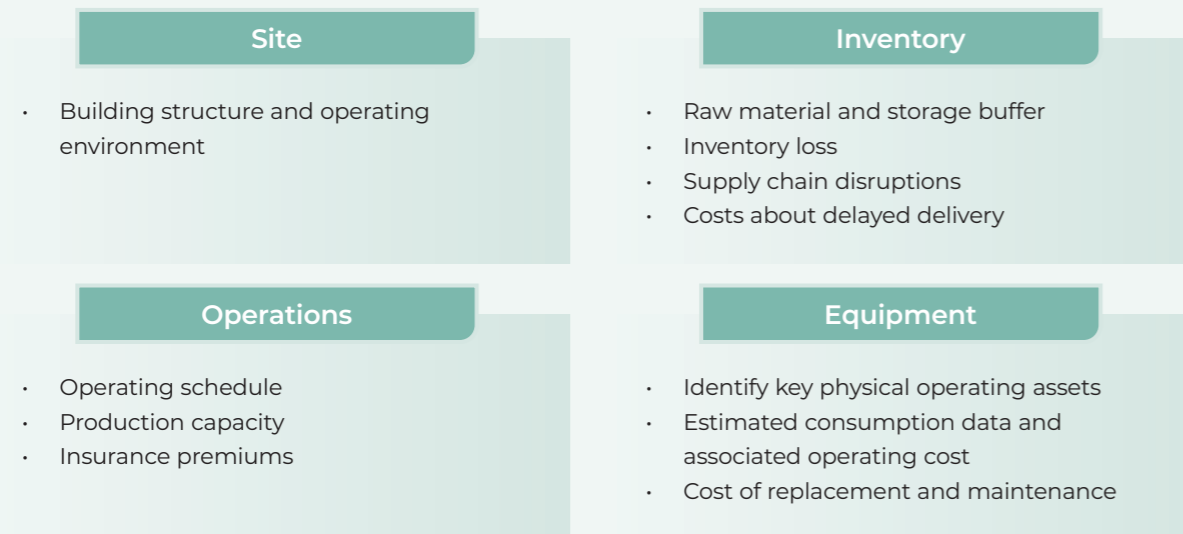 Site
• Building structure and operating
environment
Inventory
• Raw material and storage buffer
• Inventory loss
• Supply chain disruptions
• Costs about delayed delivery
Operations
• Operating schedule
• Production capacity
• Insurance premiums
Equipment
• Identify key physical operating assets
• Estimated consumption data and
associated operating cost
• Cost of replacement and maintenance